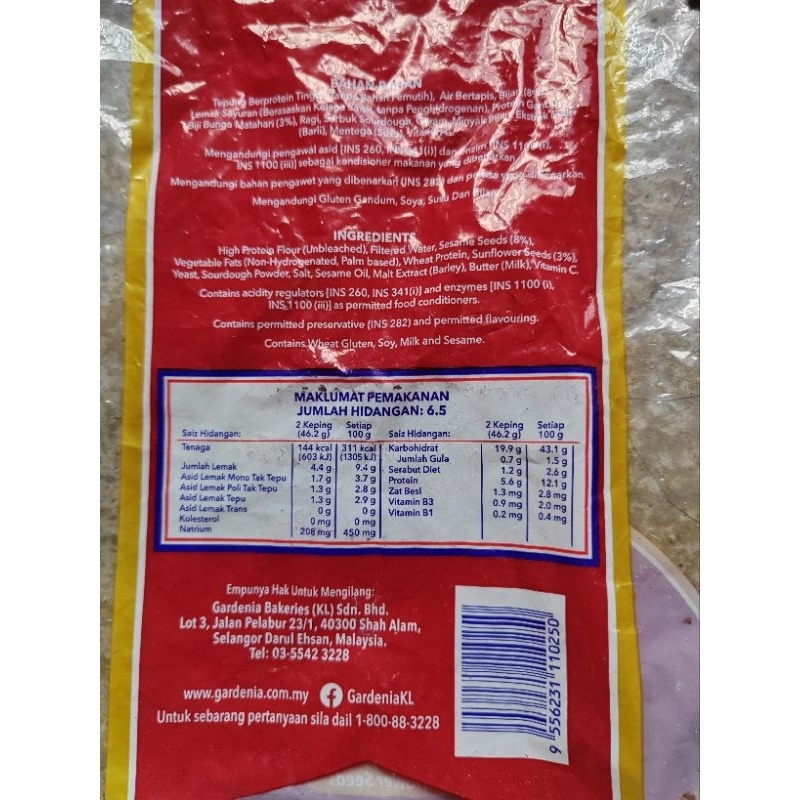 BAHAN-BAHAN
Tepung Berprotein Tinggi Bahan Pemutih), Air Bertapis, Bijan (8%),
Lemak Sayuran (Berasaskan Kelapa Sawit, tanpa Penghidrogenan), Protein Gandum,
Biji Bunga Matahari (3%), Ragi, Serbuk Sourdough, Garam, Minyak Ekstrak
(Barli), Mentega (Susu), Vitamin C.
Mengandungi pengawal asid [INS 260, INS 341(i)] dan enzim [INS 1100 (i),
INS 1100 (iii)] sebagai kondisioner makanan yang dibenarkan.
Mengandungi bahan pengawet yang dibenarkan (INS 282) dan perisa yang dibenarkan.
Mengandungi Gluten Gandum, Soya, Susu Dan Bijan.
INGREDIENTS
High Protein Flour (Unbleached), Filtered Water, Sesame Seeds (8%),
Vegetable Fats (Non-Hydrogenated, Palm based), Wheat Protein, Sunflower Seeds (3%),
Yeast, Sourdough Powder, Salt, Sesame Oil, Malt Extract (Barley), Butter (Milk), Vitamin C.
Contains acidity regulators [INS 260, INS 341(i)] and enzymes [INS 1100 (i),
INS 1100 (iii)] as permitted food conditioners.
Contains permitted preservative (INS 282) and permitted flavouring.
Contains Wheat Gluten, Soy, Milk and Sesame.
MAKLUMAT PEMAKANAN
JUMLAH HIDANGAN: 6.5
Saiz Hidangan: 2 Keping (46.2 g) Setiap 100 g
Tenaga 144 kcal (603 kJ) 311 kcal (1305 kJ)
Jumlah Lemak 4.4 g 9.4 g
Asid Lemak Mono Tak Tepu 1.7 g 3.7 g
Asid Lemak Poli Tak Tepu 1.3 g 2.8 g
Asid Lemak Tepu 1.3 g 2.9 g
Asid Lemak Trans 0 g 0 g
Kolesterol 0 mg 0 mg
Natrium 208 mg 450 mg
Saiz Hidangan: 2 Keping (46.2 g) Setiap 100 g
Karbohidrat 19.9 g 43.1 g
Jumlah Gula 0.7 g 1.5 g
Serabut Diet 1.2 g 2.6 g
Protein 5.6 g 12.1 g
Zat Besi 1.3 mg 2.8 mg
Vitamin B3 0.9 mg 2.0 mg
Vitamin B1 0.2 mg 0.4 mg
Empunya Hak Untuk Mengilang:
Gardenia Bakeries (KL) Sdn. Bhd.
Lot 3, Jalan Pelabur 23/1, 40300 Shah Alam,
Selangor Darul Ehsan, Malaysia.
Tel: 03-5542 3228
www.gardenia.com.my GardeniaKL
Untuk sebarang pertanyaan sila dail 1-800-88-3228
9 556231 110250